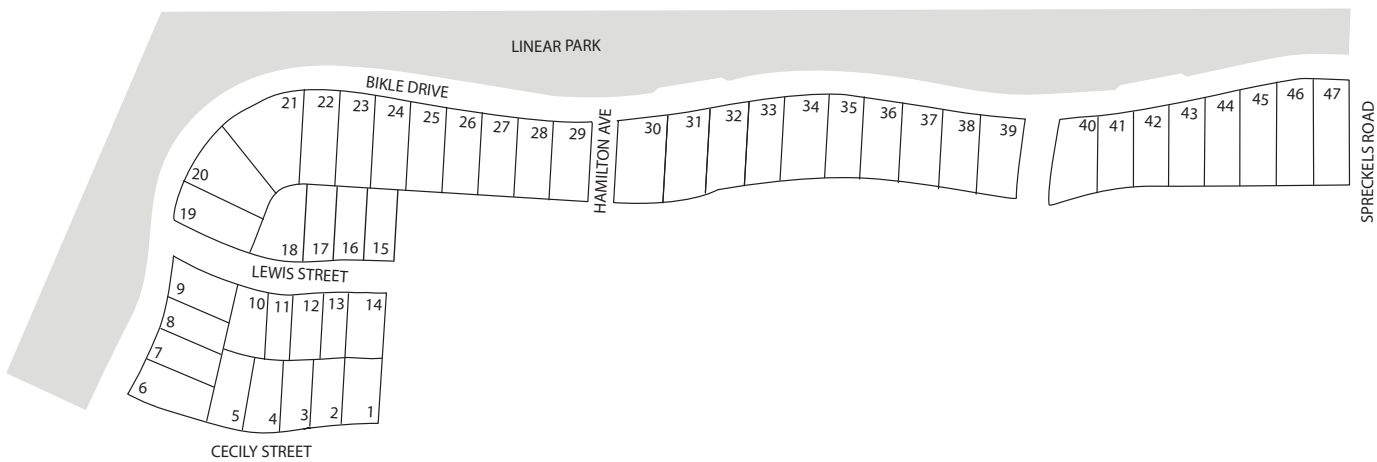 LINEAR PARK
BIKLE DRIVE
21 22 23 24 25 26 27 28 29
HAMILTON AVE
30 31 32 33 34 35 36 37 38 39
40 41 42 43 44 45 46 47
SPRECKELS ROAD
20
19
18 17 16 15
LEWIS STREET
9
8
7
6
10 11 12 13 14
5 4 3 2 1
CECILY STREET